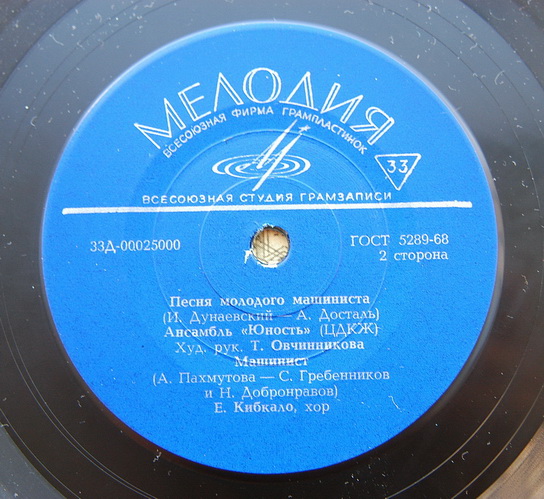 МЕЛОДИЯ
ВСЕСОЮЗНАЯ ФИРМА ГРАМПЛАСТИНОК
33
ВСЕСОЮЗНАЯ СТУДИЯ ГРАМЗАПИСИ
33Д-00025000
ГОСТ 5289-68
2 сторона
Песня молодого машиниста
(И. Дунаевский — А. Досталь)
Ансамбль «Юность» (ЦДКЖ)
Худ. рук. Т. Овчинникова
Машинист
(А. Пахмутова — С. Гребенников
и Н. Добронравов)
Е. Кибкало, хор